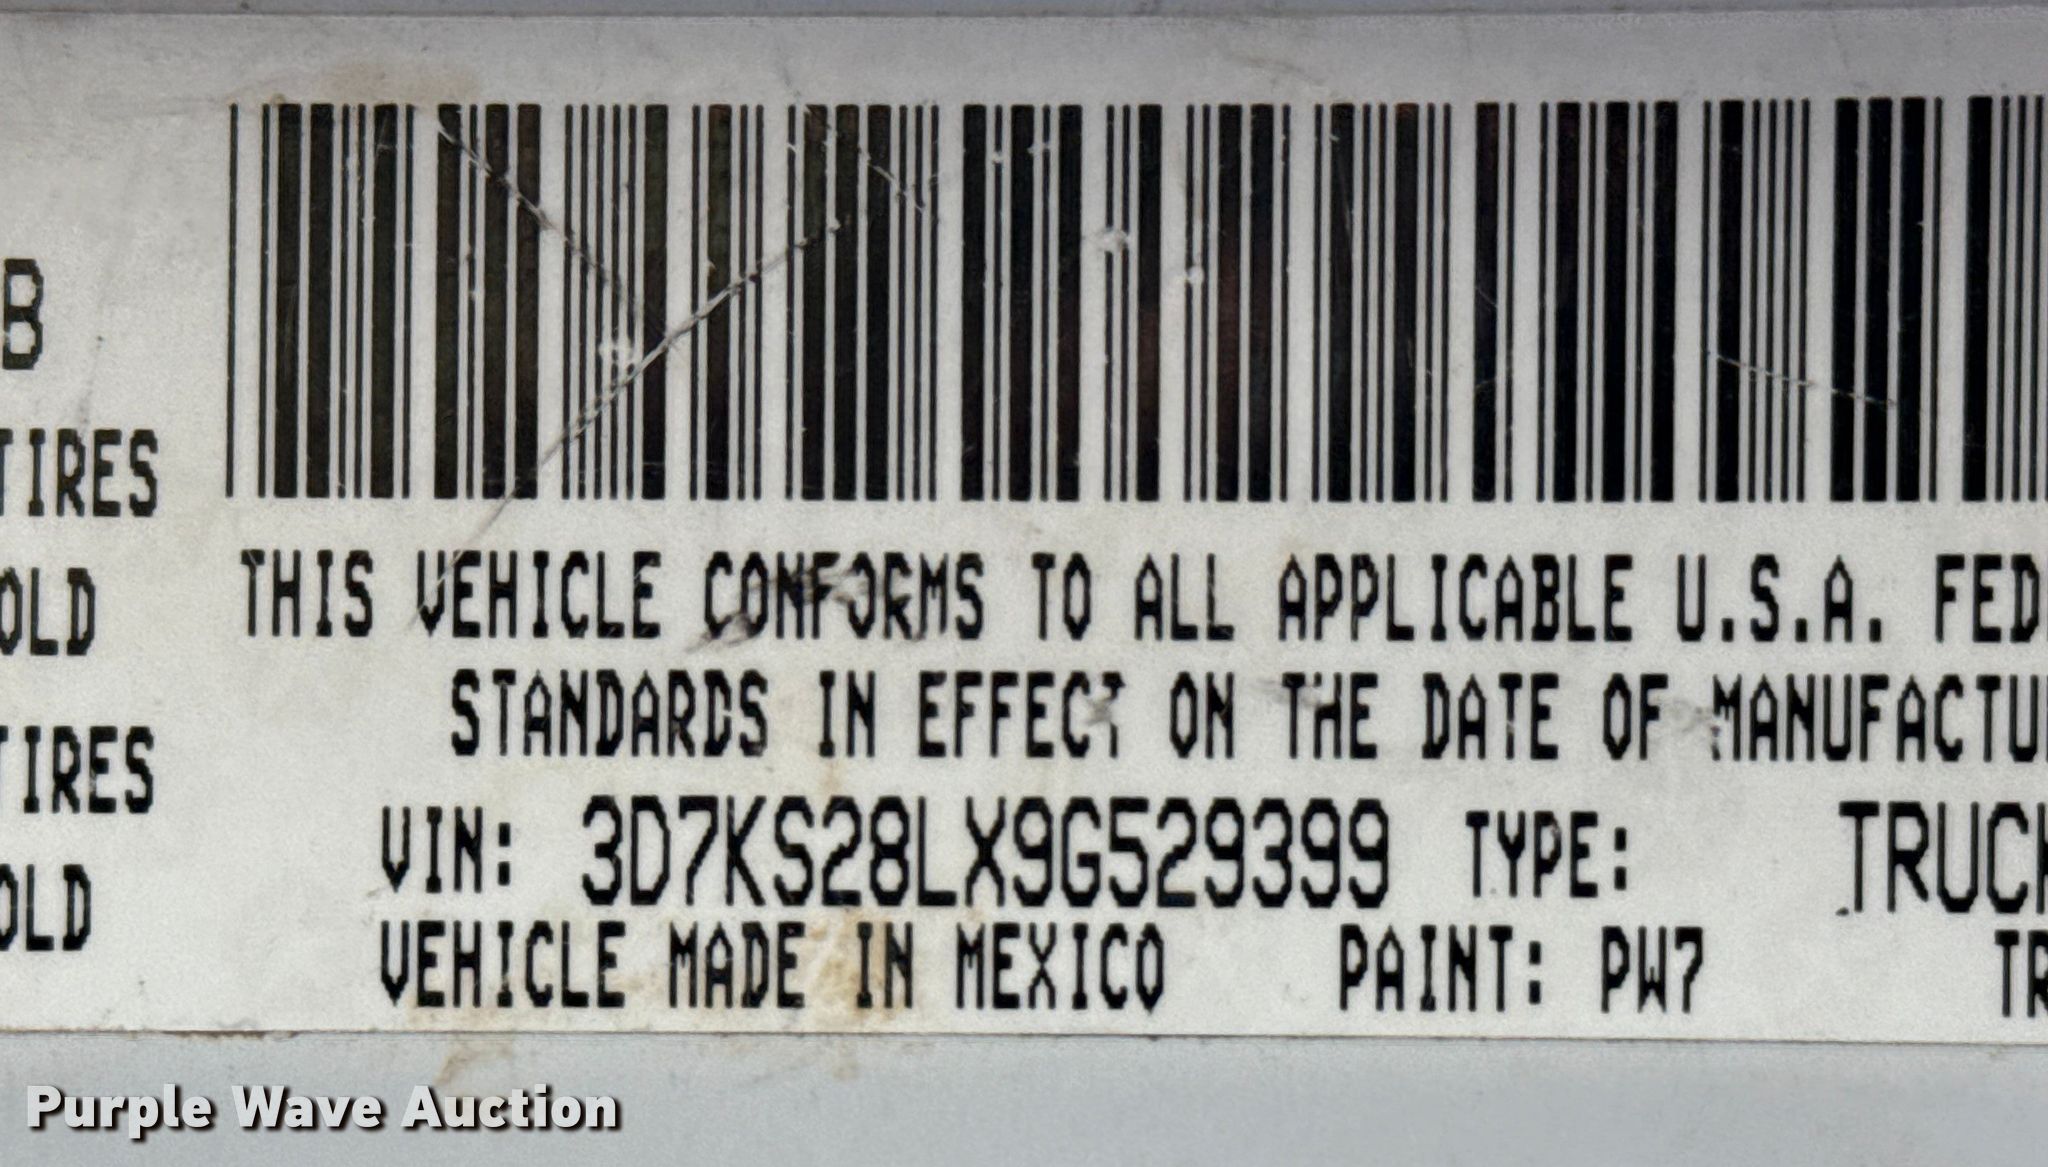 B
TIRES
OLD
TIRES
OLD
THIS VEHICLE CONFORMS TO ALL APPLICABLE U.S.A. FED
STANDARDS IN EFFECT ON THE DATE OF MANUFACTU
VIN: 3D7KS28LX9G529399 TYPE: TRUCK
VEHICLE MADE IN MEXICO PAINT: PW7 TR
Purple Wave Auction